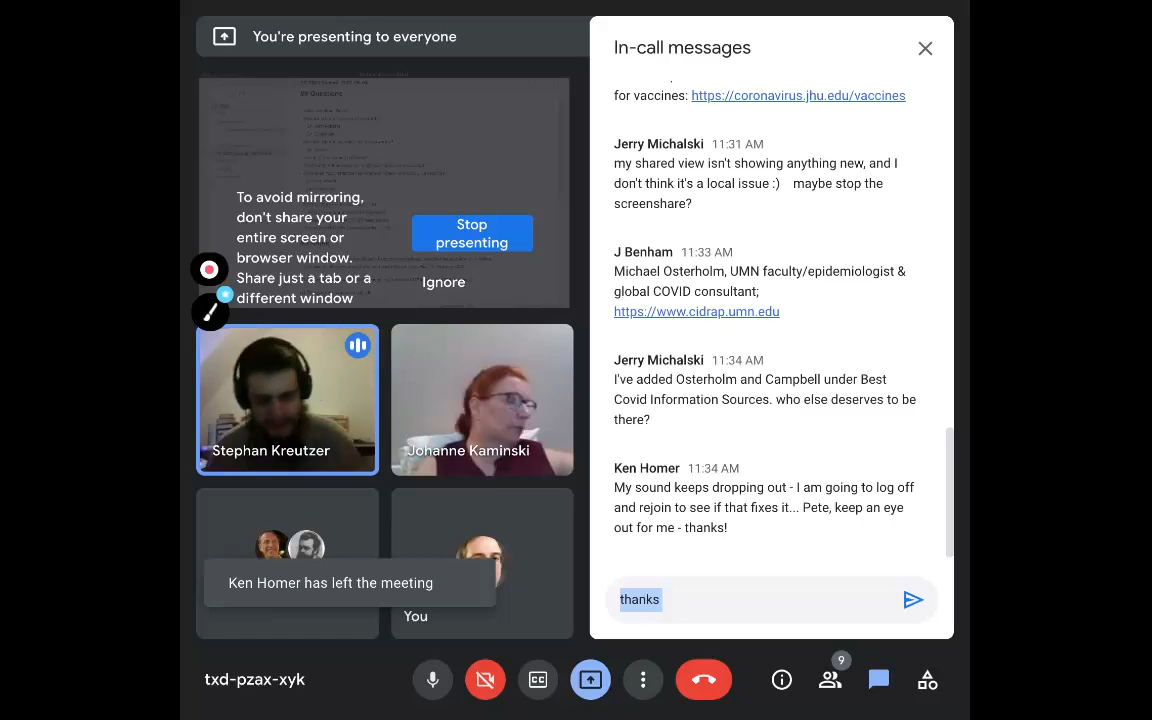 You're presenting to everyone
To avoid mirroring,
don't share your
entire screen or
browser window.
Share just a tab or a
different window
Stop
presenting
Ignore
Stephan Kreutzer
Johanne Kaminski
Ken Homer has left the meeting
You
In-call messages
for vaccines: https://coronavirus.jhu.edu/vaccines
Jerry Michalski 11:31 AM
my shared view isn't showing anything new, and I
don't think it's a local issue :) maybe stop the
screenshare?
J Benham 11:33 AM
Michael Osterholm, UMN faculty/epidemiologist &
global COVID consultant;
https://www.cidrap.umn.edu
Jerry Michalski 11:34 AM
I've added Osterholm and Campbell under Best
Covid Information Sources. who else deserves to be
there?
Ken Homer 11:34 AM
My sound keeps dropping out - I am going to log off
and rejoin to see if that fixes it... Pete, keep an eye
out for me - thanks!
thanks
txd-pzax-xyk
CC
9